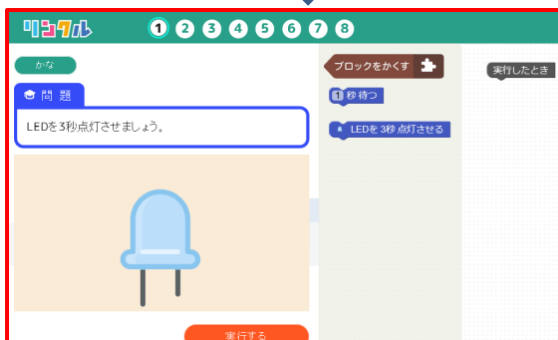 リンクル
1 2 3 4 5 6 7 8
かな
問題
LEDを3秒点灯させましょう。
実行する
ブロックをかくす
1 秒 待つ
LEDを 3秒 点灯させる
実行したとき